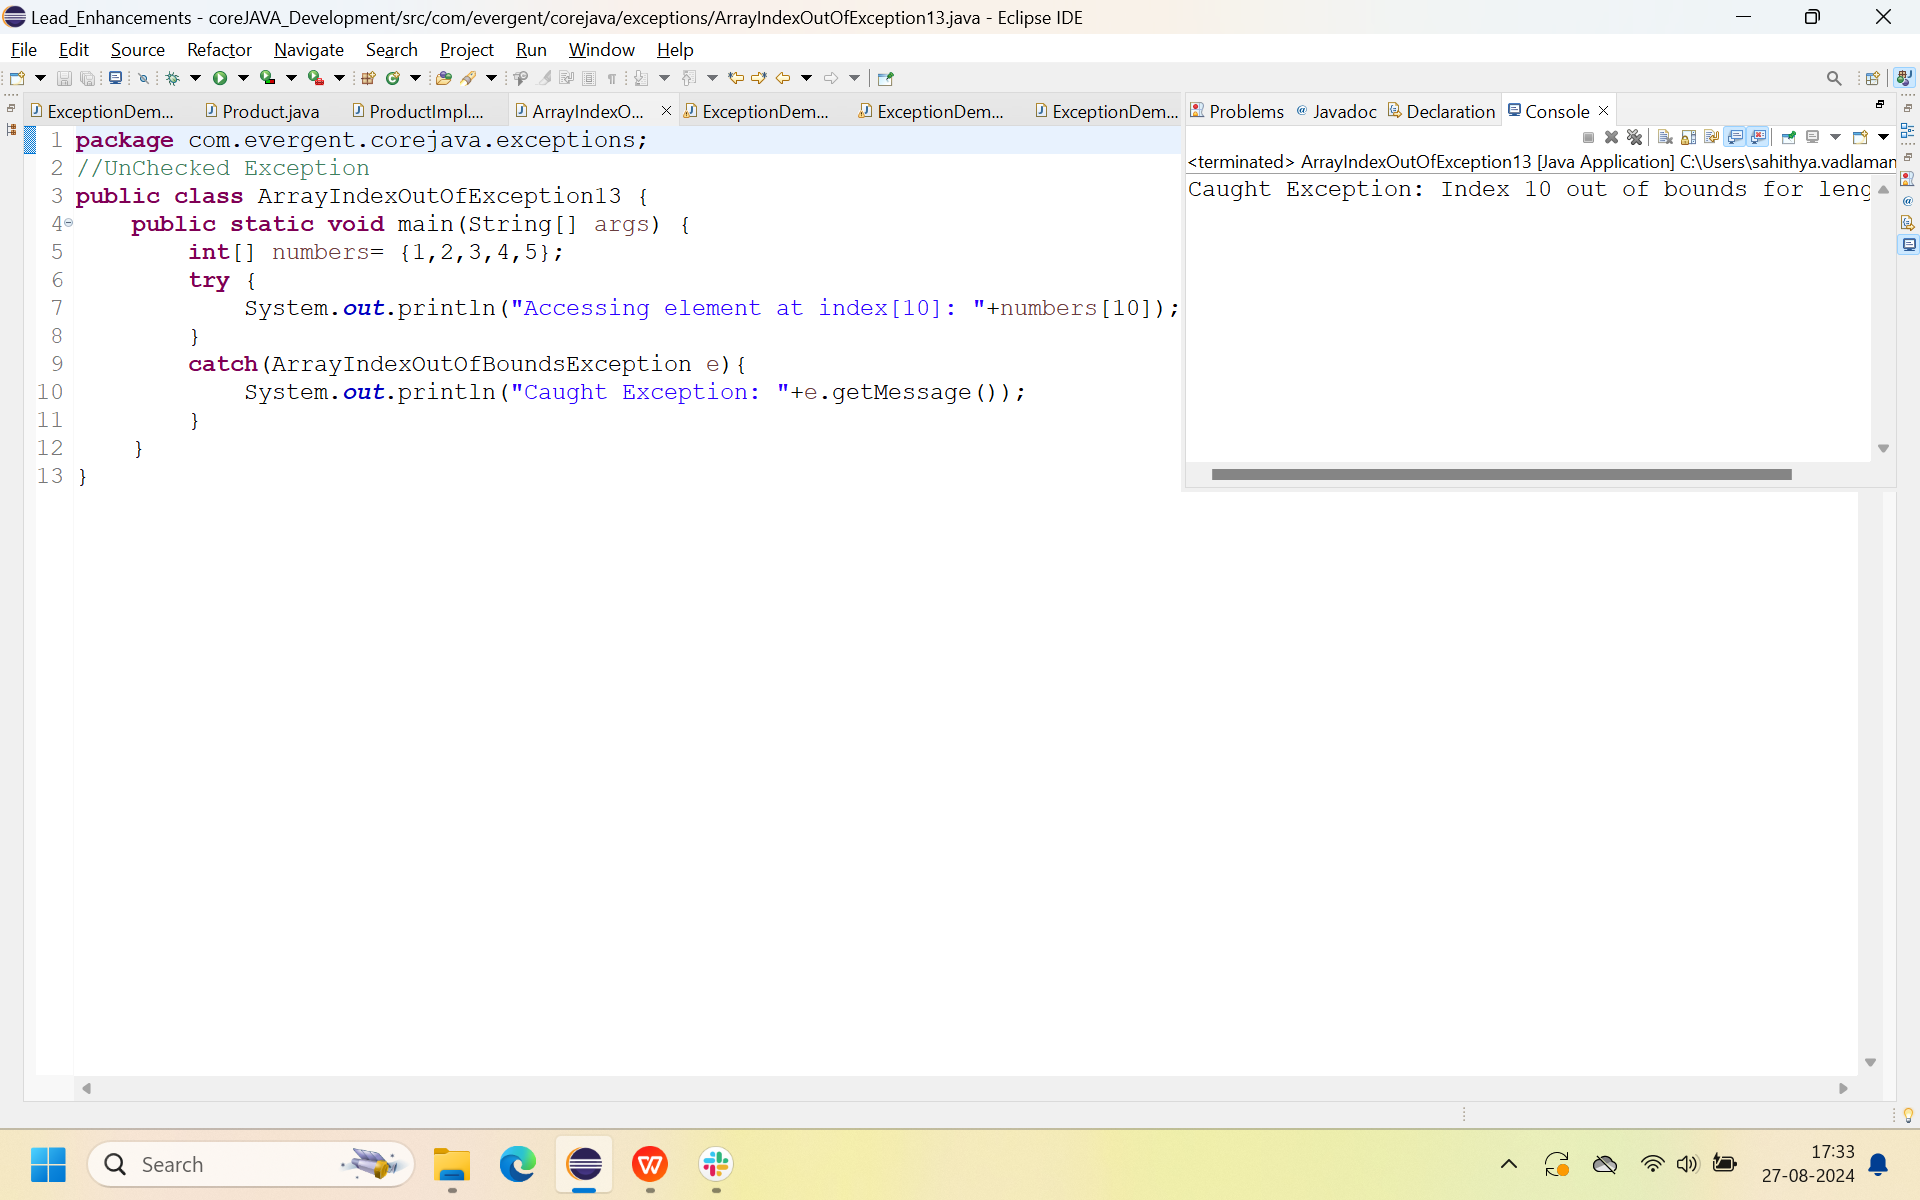 Lead_Enhancements - coreJAVA_Development/src/com/evergent/corejava/exceptions/ArrayIndexOutOfException13.java - Eclipse IDE
File Edit Source Refactor Navigate Search Project Run Window Help
ExceptionDem... Product.java ProductImpl.... ArrayIndexO... ExceptionDem... ExceptionDem... ExceptionDem...
1 package com.evergent.corejava.exceptions;
2 //UnChecked Exception
3 public class ArrayIndexOutOfException13 {
4 public static void main(String[] args) {
5 int[] numbers= {1,2,3,4,5};
6 try {
7 System.out.println("Accessing element at index[10]: "+numbers[10]);
8 }
9 catch(ArrayIndexOutOfBoundsException e){
10 System.out.println("Caught Exception: "+e.getMessage());
11 }
12 }
13 }
Problems @ Javadoc Declaration Console
<terminated> ArrayIndexOutOfException13 [Java Application] C:\Users\sahithya.vadlaman
Caught Exception: Index 10 out of bounds for leng
Search
17:33
27-08-2024